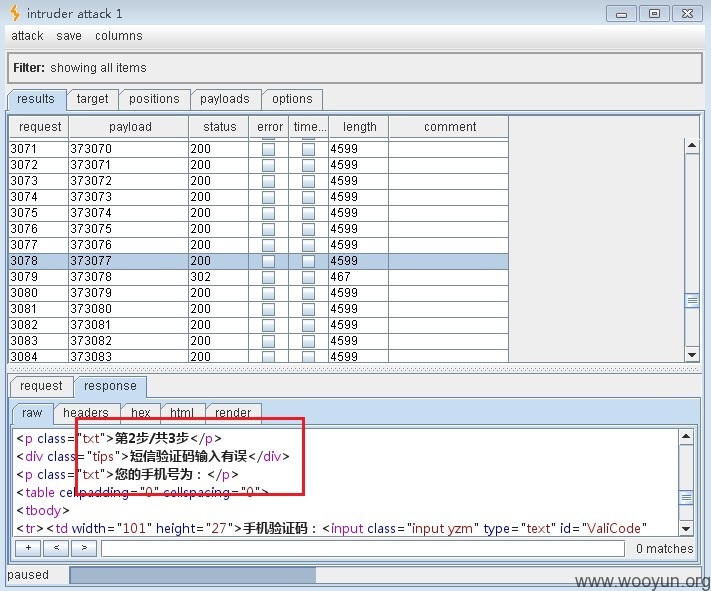 intruder attack 1
attack save columns
Filter: showing all items
results target positions payloads options
request payload status error time... length comment
3071 373070 200 4599
3072 373071 200 4599
3073 373072 200 4599
3074 373073 200 4599
3075 373074 200 4599
3076 373075 200 4599
3077 373076 200 4599
3078 373077 200 4599
3079 373078 302 467
3080 373079 200 4599
3081 373080 200 4599
3082 373081 200 4599
3083 373082 200 4599
3084 373083 200 4599
request response
raw headers hex html render
<p class="txt">第2步/共3步</p>
<div class="tips">短信验证码输入有误</div>
<p class="txt">您的手机号为：</p>
<table cellpadding="0" cellspacing="0">
<tbody>
<tr><td width="101" height="27">手机验证码：<input class="input yzm" type="text" id="ValiCode"
+ < > 0 matches
paused
www.wooyun.org